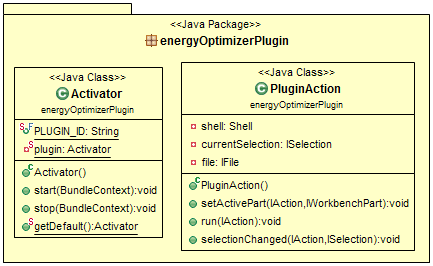 <<Java Package>>
energyOptimizerPlugin
<<Java Class>>
Activator
energyOptimizerPlugin
PLUGIN_ID: String
plugin: Activator
Activator()
start(BundleContext):void
stop(BundleContext):void
getDefault():Activator
<<Java Class>>
PluginAction
energyOptimizerPlugin
shell: Shell
currentSelection: ISelection
file: IFile
PluginAction()
setActivePart(IAction,IWorkbenchPart):void
run(IAction):void
selectionChanged(IAction,ISelection):void